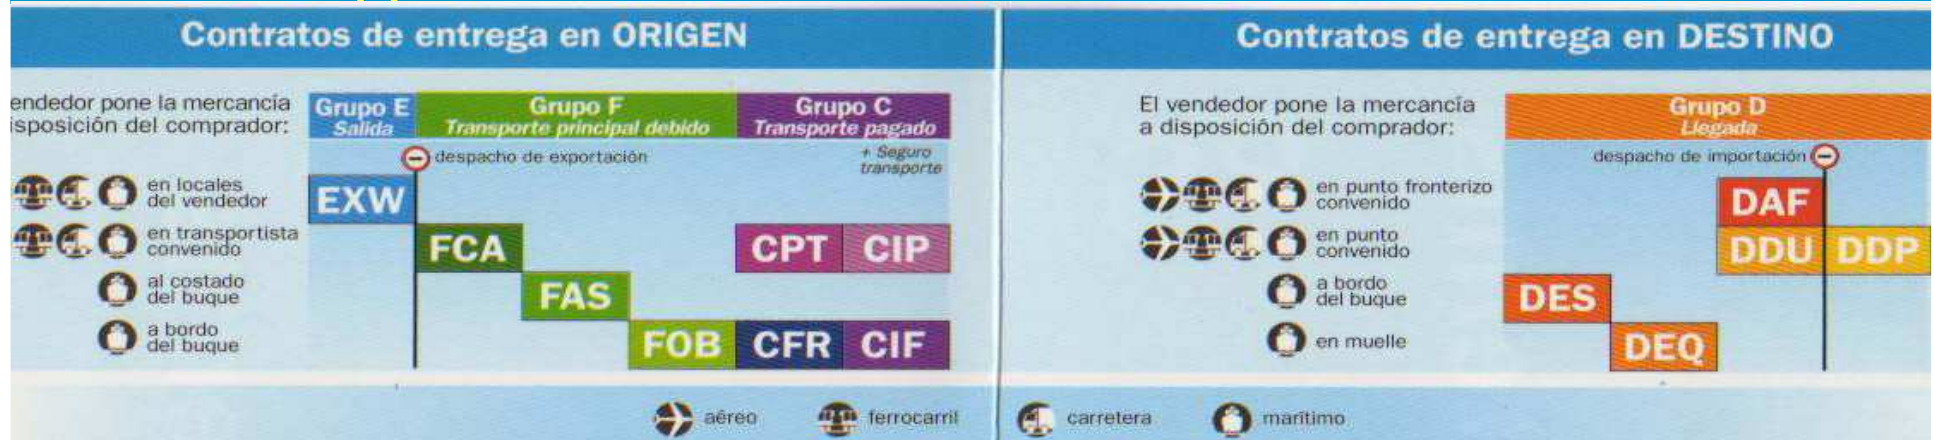 Contratos de entrega en ORIGEN
endedor pone la mercancía
isposición del comprador:
Grupo E
Salida
Grupo F
Transporte principal debido
Grupo C
Transporte pagado
despacho de exportación
+ Seguro
transporte
en locales
del vendedor
EXW
en transportista
convenido
FCA
CPT
CIP
al costado
del buque
FAS
a bordo
del buque
FOB
CFR
CIF
Contratos de entrega en DESTINO
El vendedor pone la mercancía
a disposición del comprador:
Grupo D
Llegada
despacho de importación
en punto fronterizo
convenido
DAF
en punto
convenido
DDU
DDP
a bordo
del buque
DES
en muelle
DEQ
aéreo
ferrocarril
carretera
marítimo